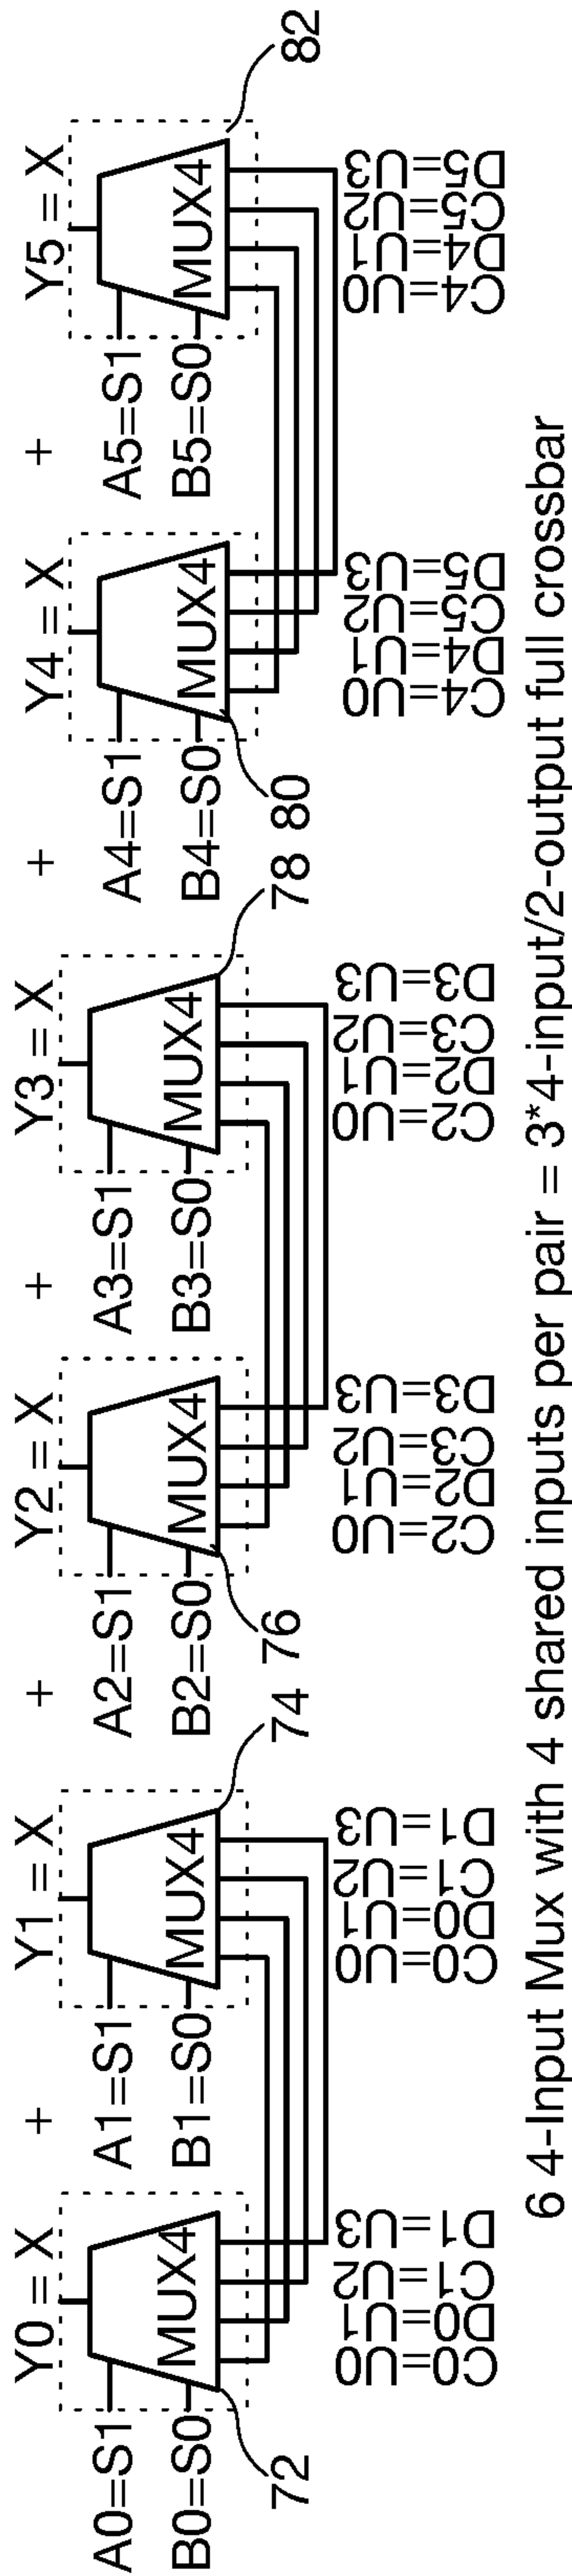 Y0 = X
+
Y1 = X
+
Y2 = X
+
Y3 = X
+
Y4 = X
+
Y5 = X
A0=S1
B0=S0
MUX4
72
C0=U0
D0=U1
C1=U2
D1=U3
A1=S1
B1=S0
MUX4
74
C0=U0
D0=U1
C1=U2
D1=U3
A2=S1
B2=S0
MUX4
76
C2=U0
D2=U1
C3=U2
D3=U3
A3=S1
B3=S0
MUX4
78
C2=U0
D2=U1
C3=U2
D3=U3
A4=S1
B4=S0
MUX4
80
C4=U0
D4=U1
C5=U2
D5=U3
A5=S1
B5=S0
MUX4
82
C4=U0
D4=U1
C5=U2
D5=U3
6 4-Input Mux with 4 shared inputs per pair = 3*4-input/2-output full crossbar